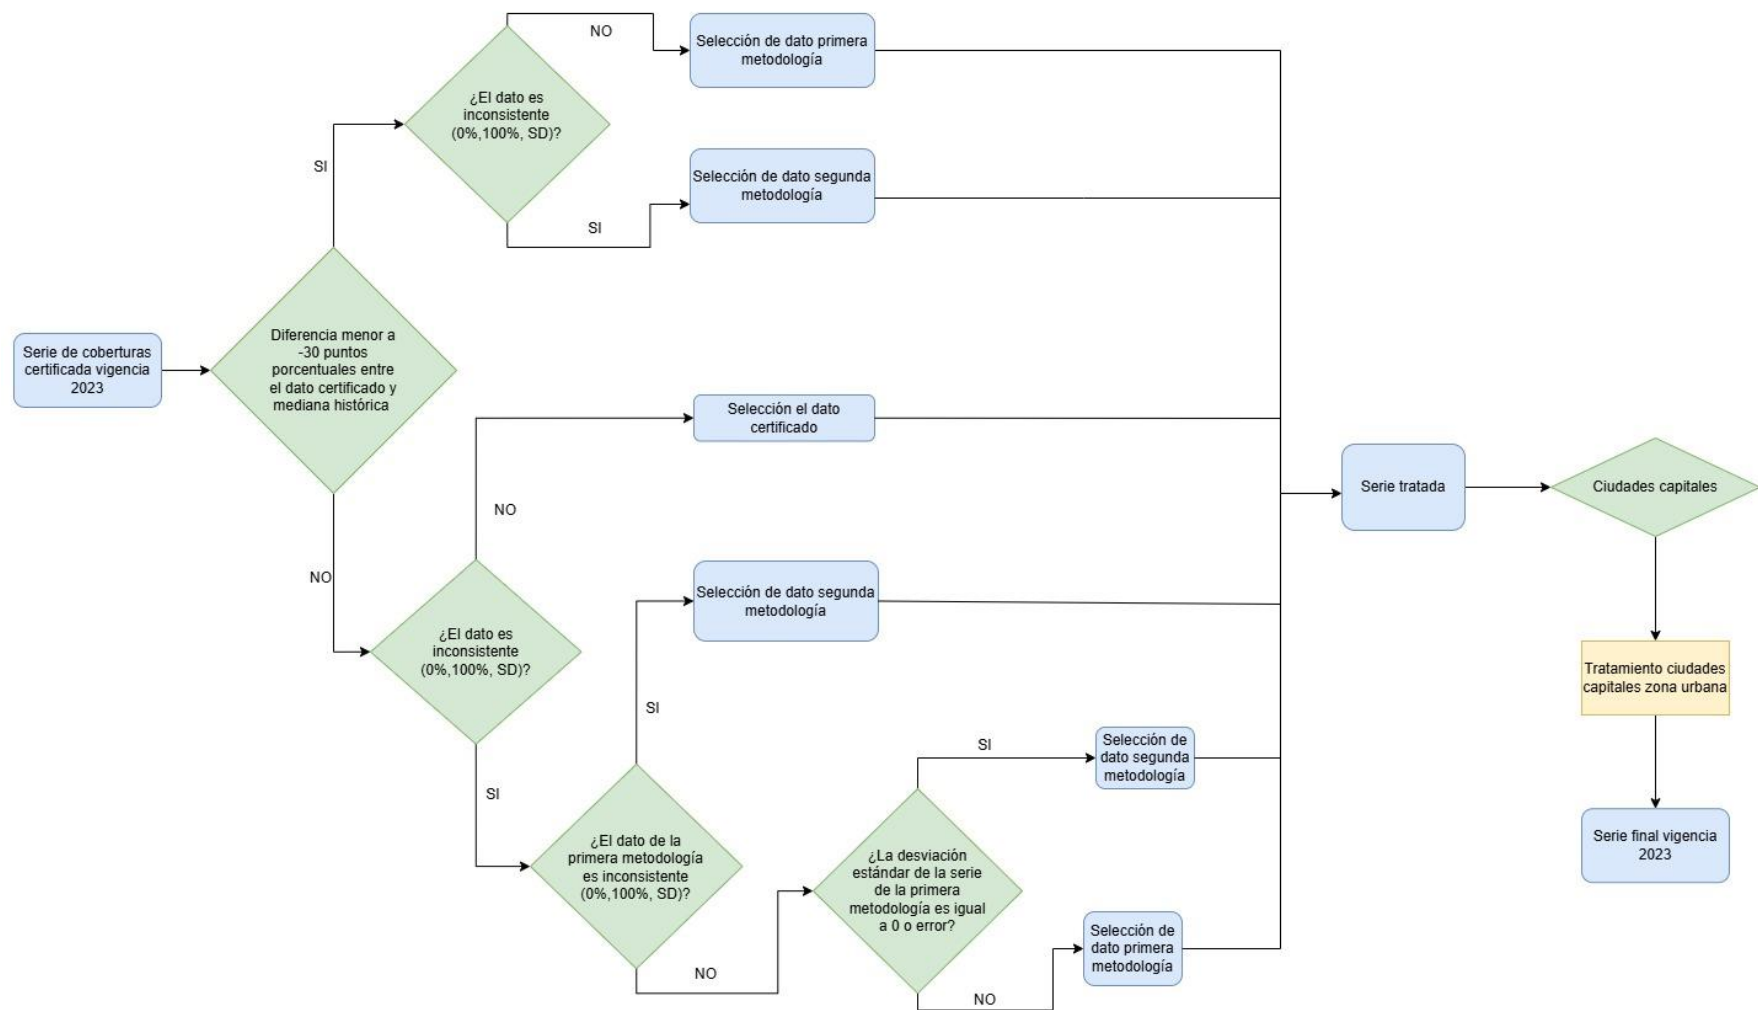 NO
Selección de dato primera
metodología
¿El dato es
inconsistente
(0%,100%, SD)?
SI
Selección de dato segunda
metodología
SI
Serie de coberturas
certificada vigencia
2023
Diferencia menor a
-30 puntos
porcentuales entre
el dato certificado y
mediana histórica
Selección el dato
certificado
NO
NO
¿El dato es
inconsistente
(0%,100%, SD)?
Selección de dato segunda
metodología
SI
SI
¿El dato de la
primera metodología
es inconsistente
(0%,100%, SD)?
NO
SI
Selección de
dato segunda
metodología
¿La desviación
estándar de la serie
de la primera
metodología es igual
a 0 o error?
NO
Selección de
dato primera
metodología
Serie tratada
Ciudades capitales
Tratamiento ciudades
capitales zona urbana
Serie final vigencia
2023